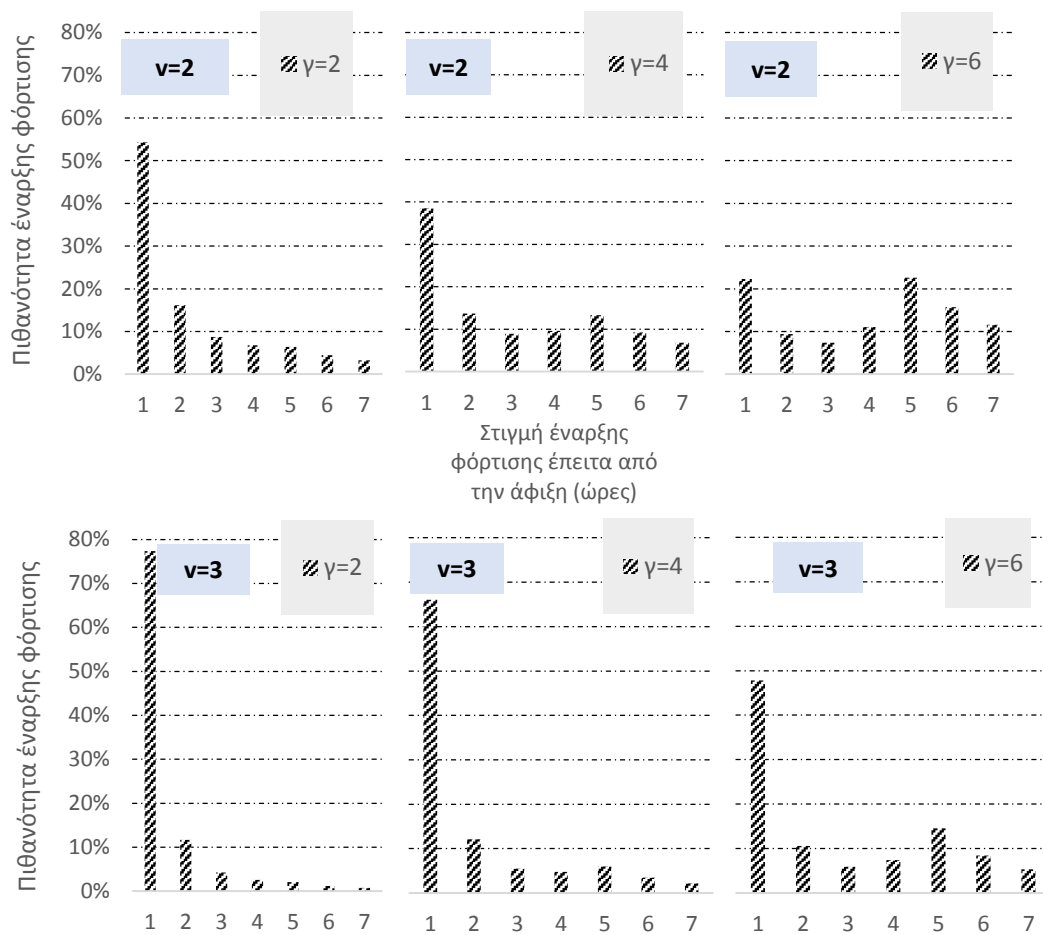 Πιθανότητα έναρξης φόρτισης
80%
70%
60%
50%
40%
30%
20%
10%
0%
v=2
γ=2
1 2 3 4 5 6 7
v=2
γ=4
1 2 3 4 5 6 7
v=2
γ=6
1 2 3 4 5 6 7
Στιγμή έναρξης
φόρτισης έπειτα από
την άφιξη (ώρες)
Πιθανότητα έναρξης φόρτισης
80%
70%
60%
50%
40%
30%
20%
10%
0%
v=3
γ=2
1 2 3 4 5 6 7
v=3
γ=4
1 2 3 4 5 6 7
v=3
γ=6
1 2 3 4 5 6 7